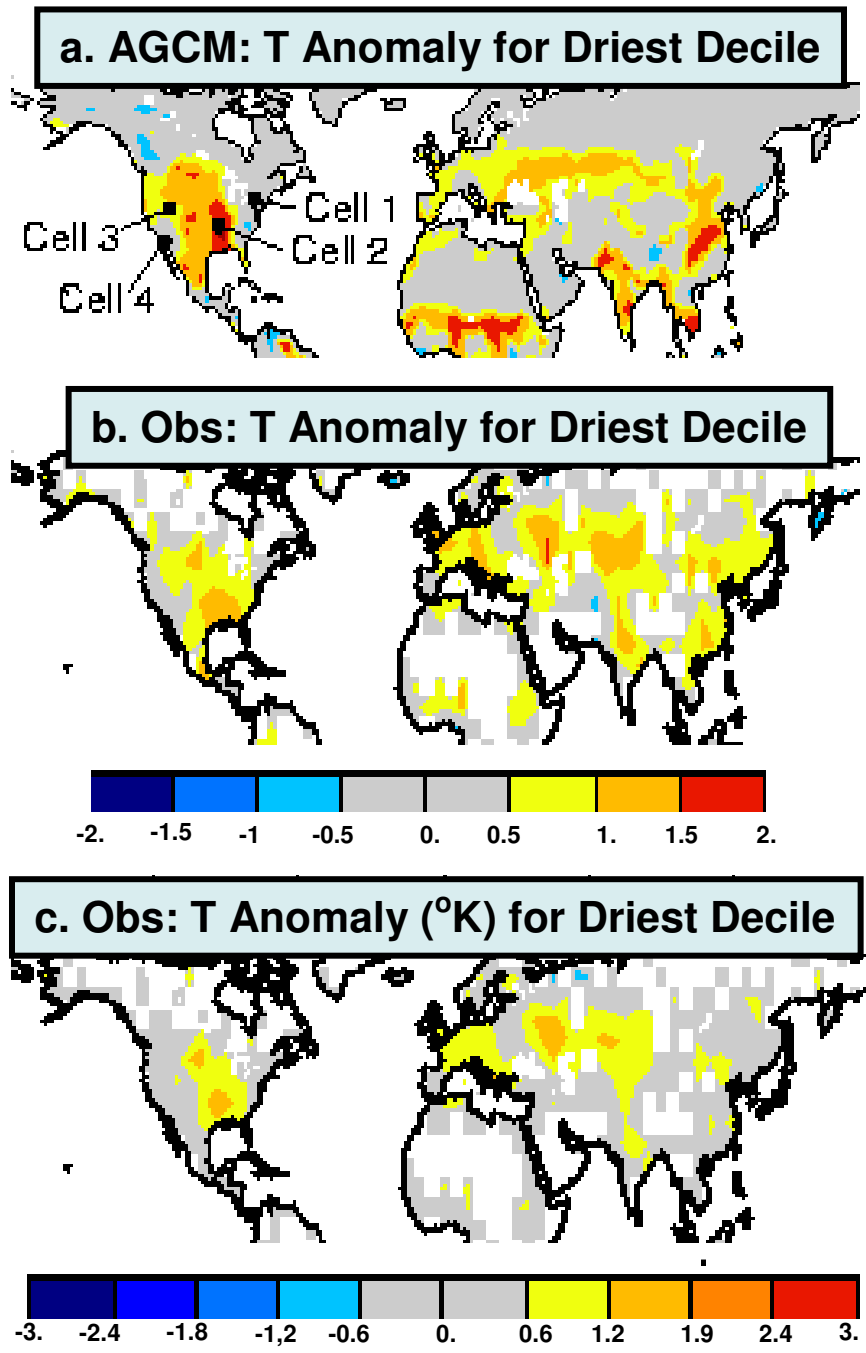 a. AGCM: T Anomaly for Driest Decile
Cell 1
Cell 3
Cell 2
Cell 4
b. Obs: T Anomaly for Driest Decile
-2. -1.5 -1 -0.5 0. 0.5 1. 1.5 2.
c. Obs: T Anomaly (°K) for Driest Decile
-3. -2.4 -1.8 -1,2 -0.6 0. 0.6 1.2 1.9 2.4 3.